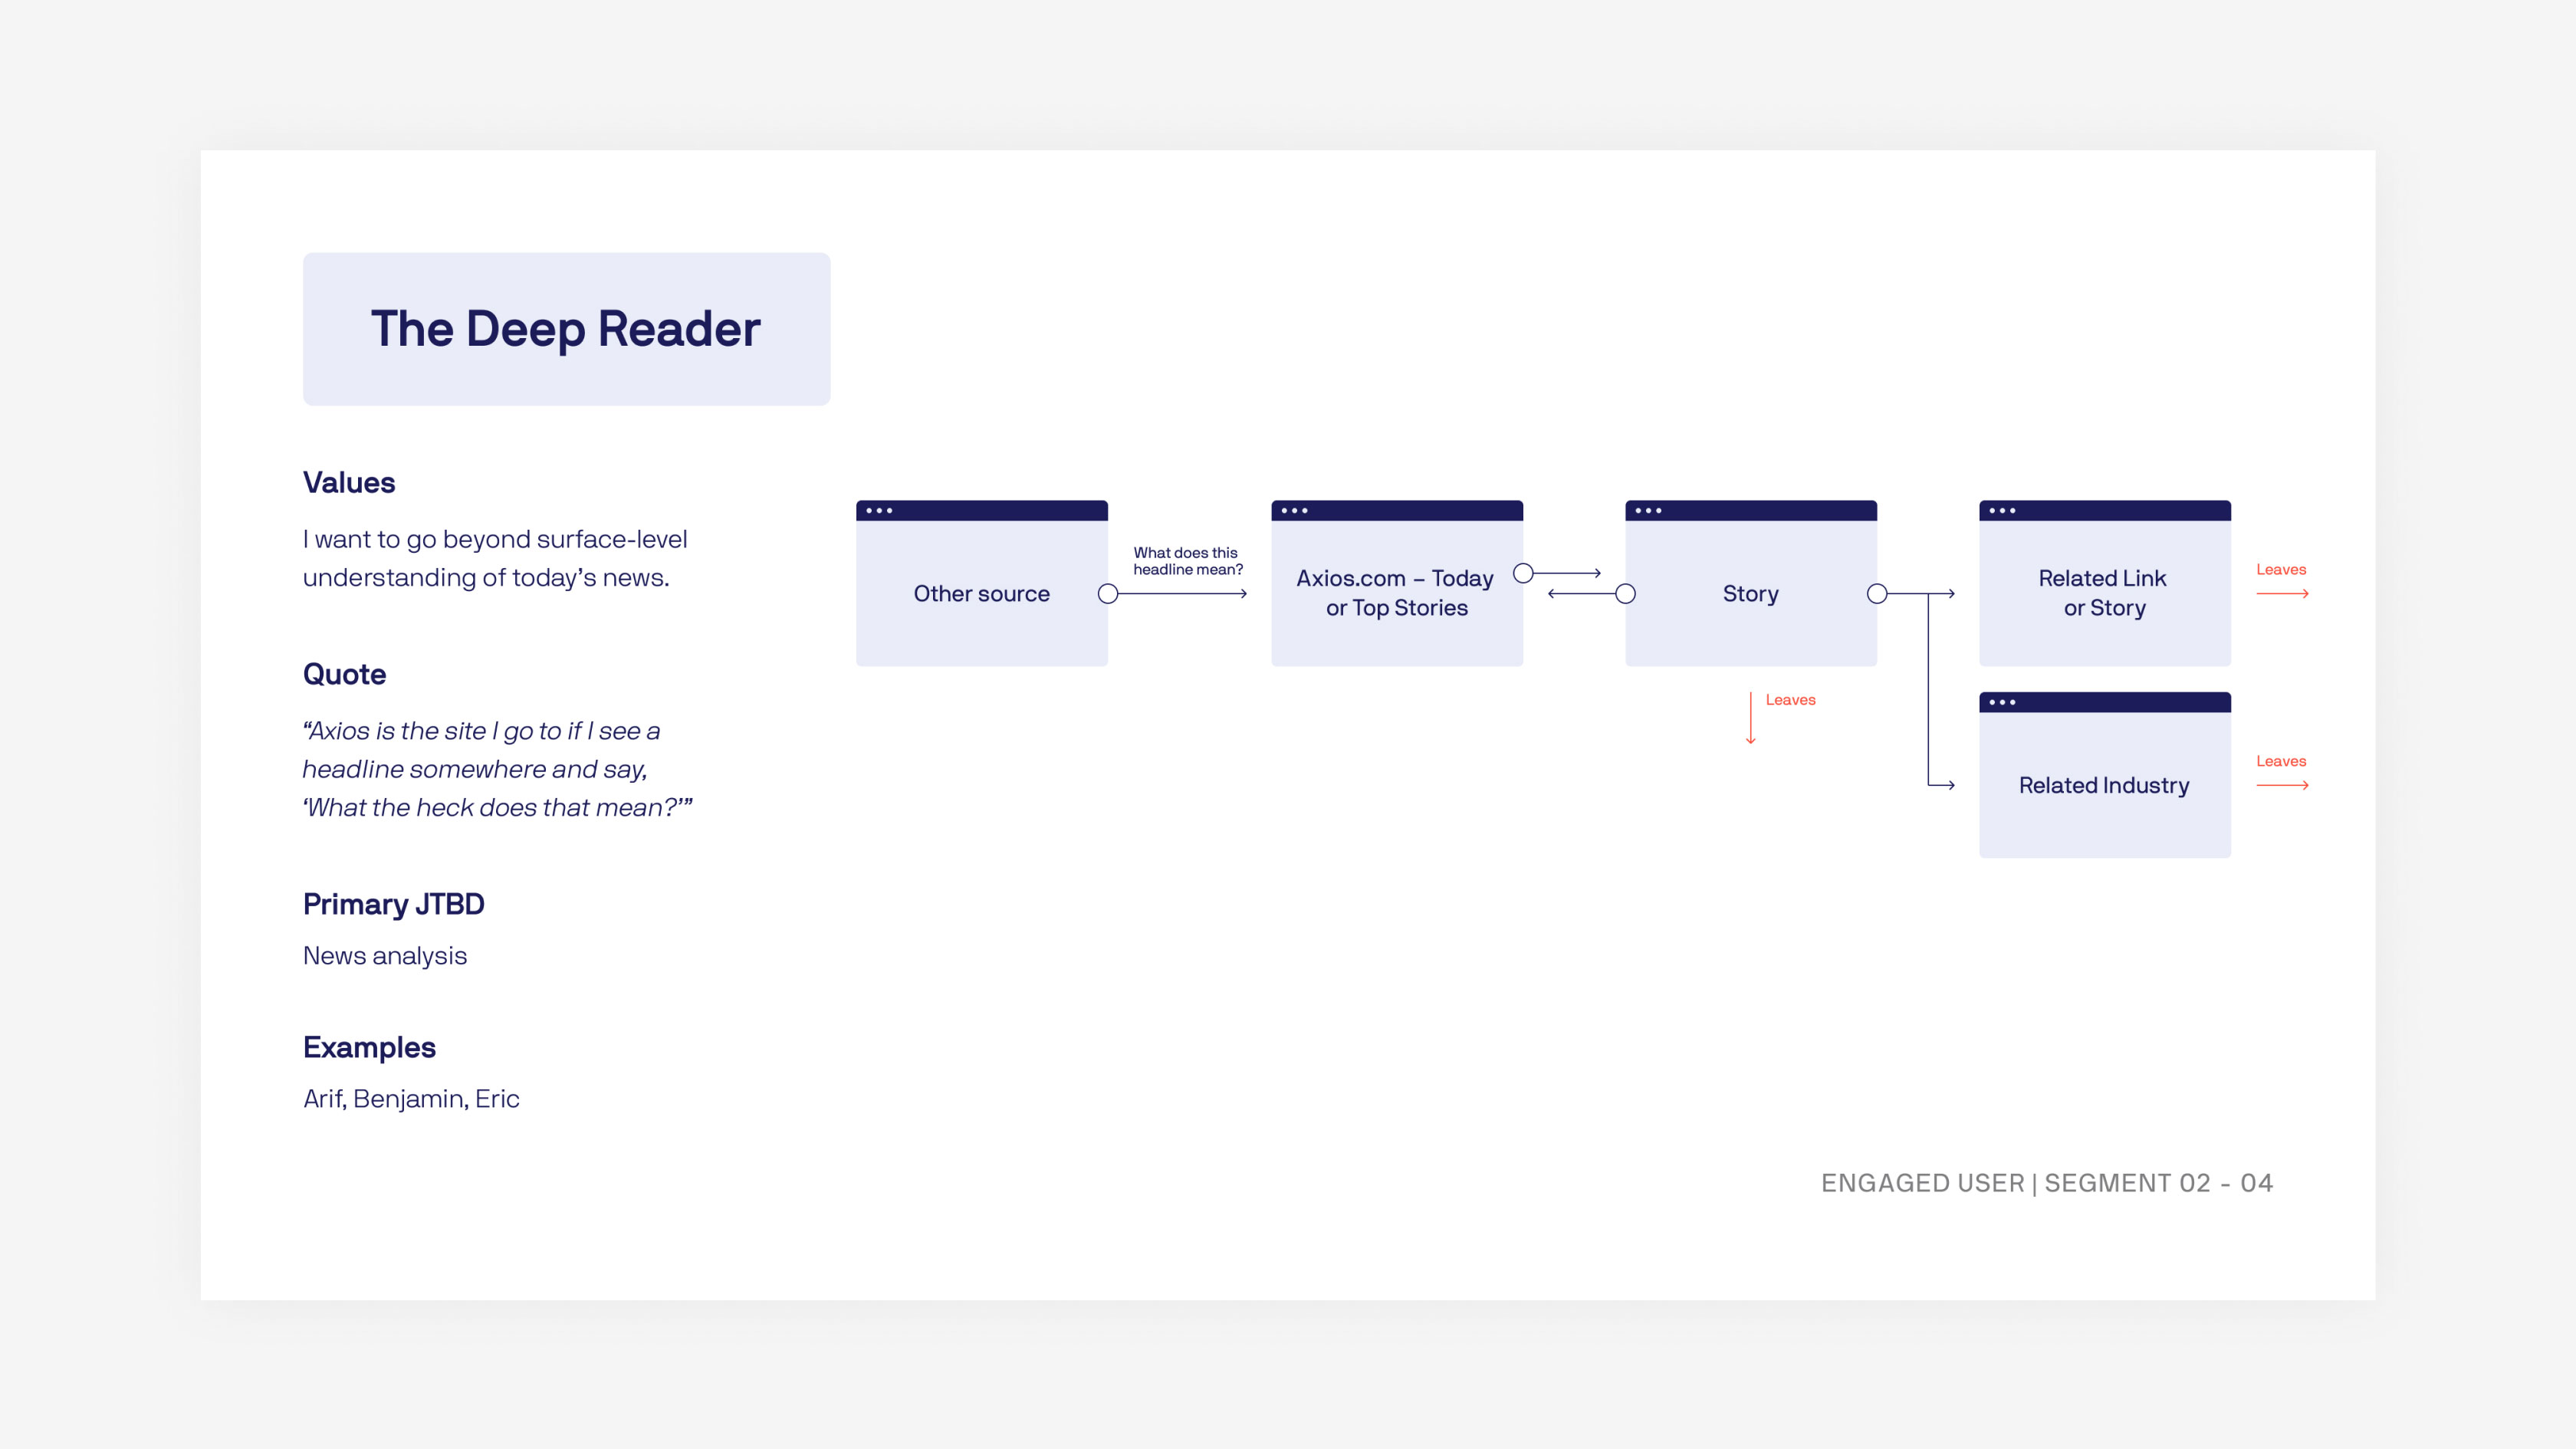 The Deep Reader
Values
I want to go beyond surface-level
understanding of today’s news.
Quote
“Axios is the site I go to if I see a
headline somewhere and say,
‘What the heck does that mean?’”
Primary JTBD
News analysis
Examples
Arif, Benjamin, Eric
Other source
What does this
headline mean?
Axios.com – Today
or Top Stories
Story
Leaves
Related Link
or Story
Leaves
Related Industry
Leaves
ENGAGED USER | SEGMENT 02 - 04